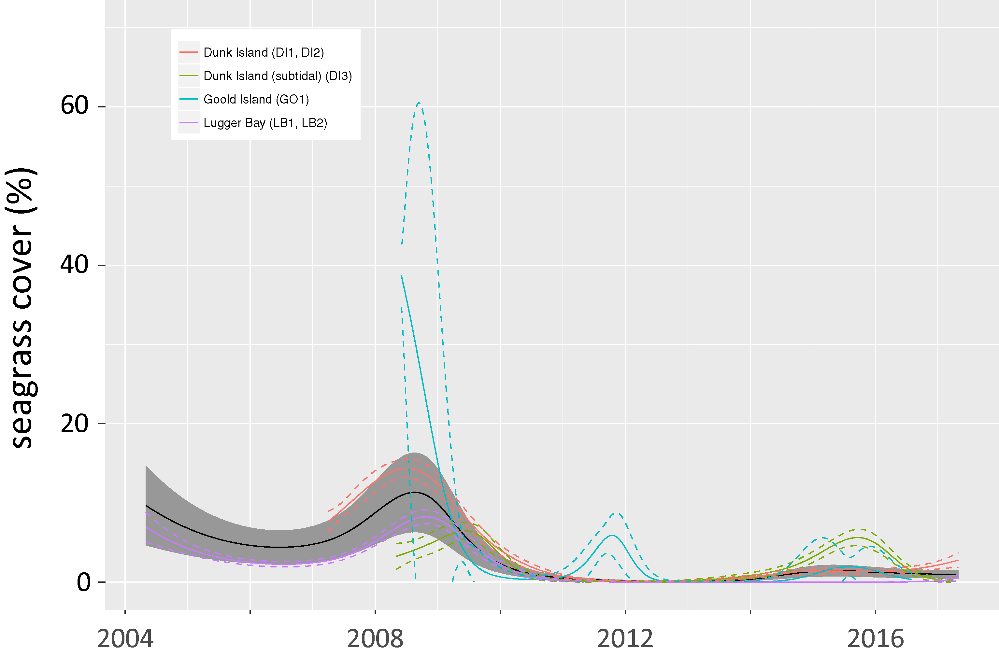 Dunk Island (DI1, DI2)
Dunk Island (subtidal) (DI3)
Goold Island (GO1)
Lugger Bay (LB1, LB2)
seagrass cover (%)
60
40
20
0
2004 2008 2012 2016